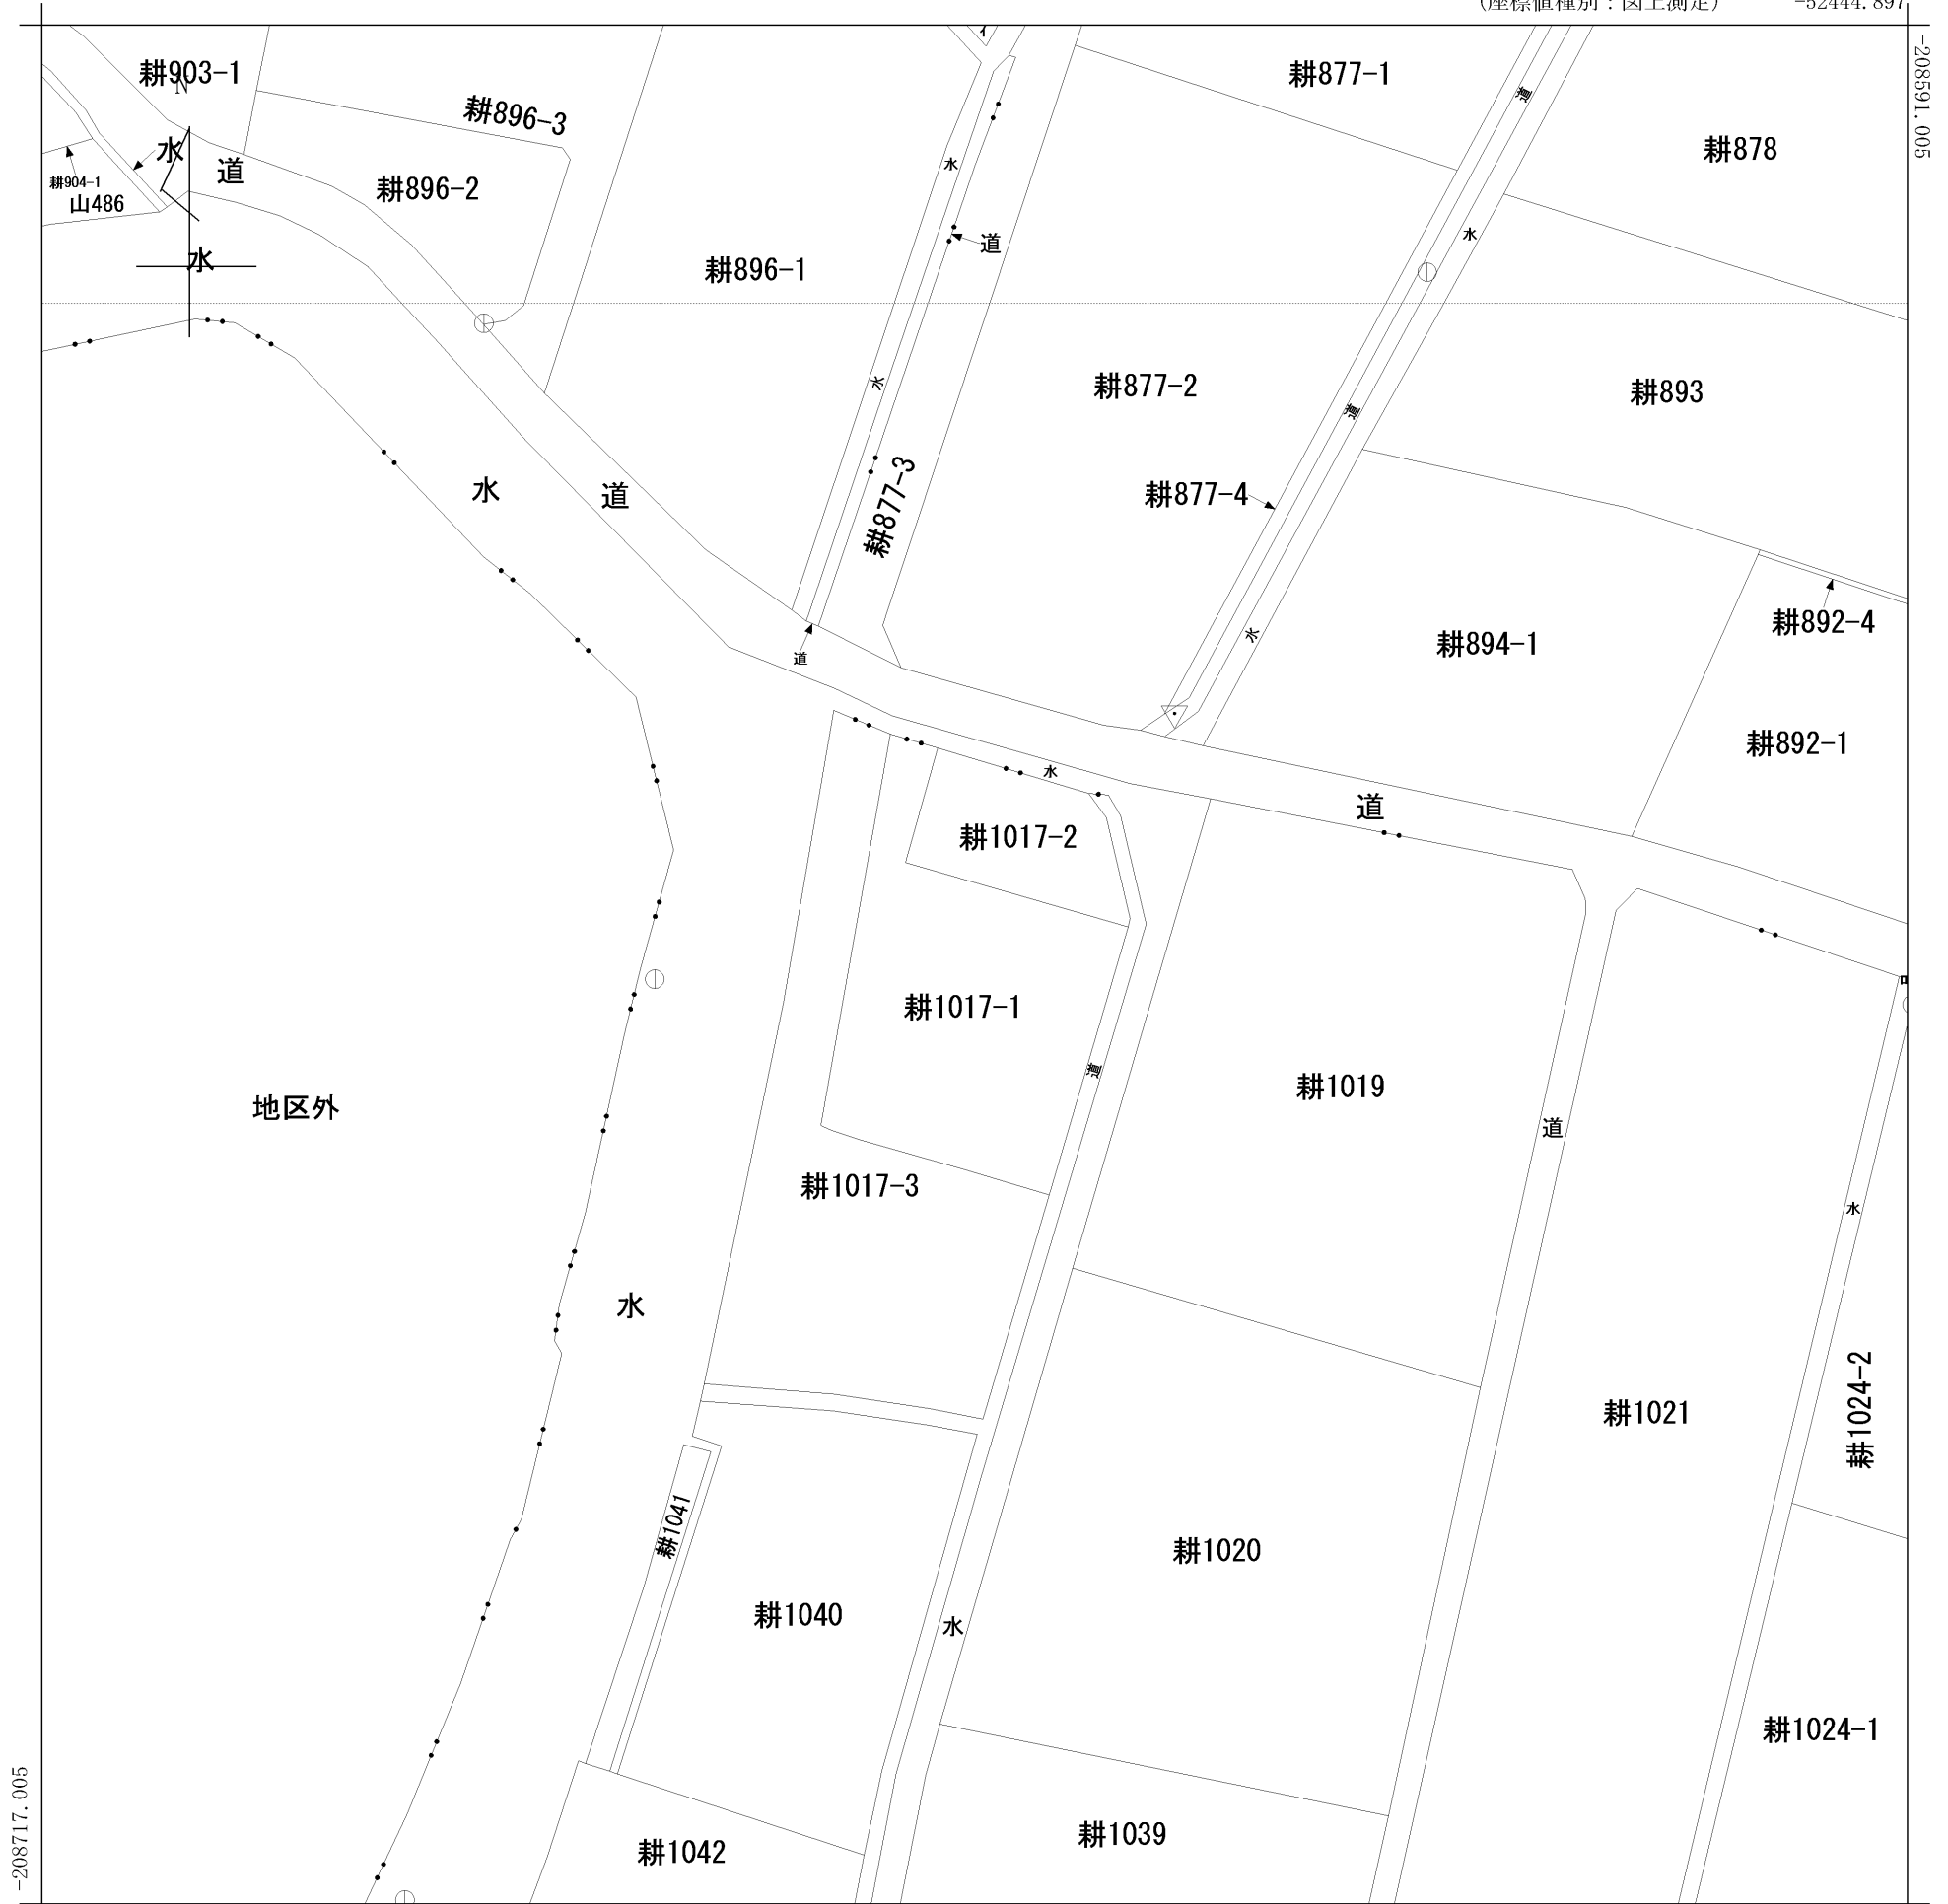 (座標値種別：図上測定) -52444.897
-208591.005
耕903-1
N
耕896-3
耕877-1
道
耕878
水
道
水
耕904-1
山486
耕896-2
道
水
水
耕896-1
水
耕877-2
耕893
道
水
道
耕877-3
耕877-4
水
耕892-4
耕894-1
道
耕892-1
水
道
耕1017-2
耕1017-1
道
耕1019
地区外
道
耕1017-3
水
水
耕1024-2
耕1021
耕1041
耕1020
耕1040
水
耕1024-1
-208717.005
耕1039
耕1042